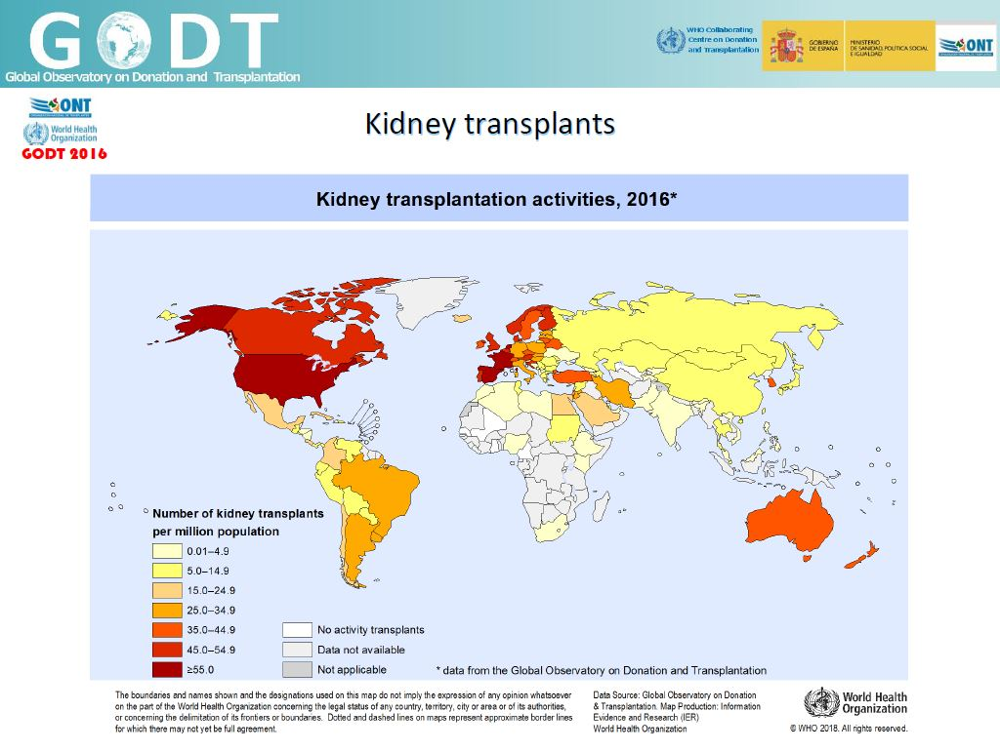 GODT
Global Observatory on Donation and Transplantation
WHO Collaborating
Centre on Donation
and Transplantation
GOBIERNO
DE ESPAÑA
MINISTERIO
DE SANIDAD, POLÍTICA SOCIAL
E IGUALDAD
ONT
ONT
World Health
Organization
GODT 2016
Kidney transplants
Kidney transplantation activities, 2016*
Number of kidney transplants
per million population
0.01–4.9
5.0–14.9
15.0–24.9
25.0–34.9
35.0–44.9
45.0–54.9
≥55.0
No activity transplants
Data not available
Not applicable
* data from the Global Observatory on Donation and Transplantation
The boundaries and names shown and the designations used on this map do not imply the expression of any opinion whatsoever
on the part of the World Health Organization concerning the legal status of any country, territory, city or area or of its authorities,
or concerning the delimitation of its frontiers or boundaries. Dotted and dashed lines on maps represent approximate border lines
for which there may not yet be full agreement.
Data Source: Global Observatory on Donation
& Transplantation. Map Production: Information
Evidence and Research (IER)
World Health Organization
World Health
Organization
© WHO 2018. All rights reserved.